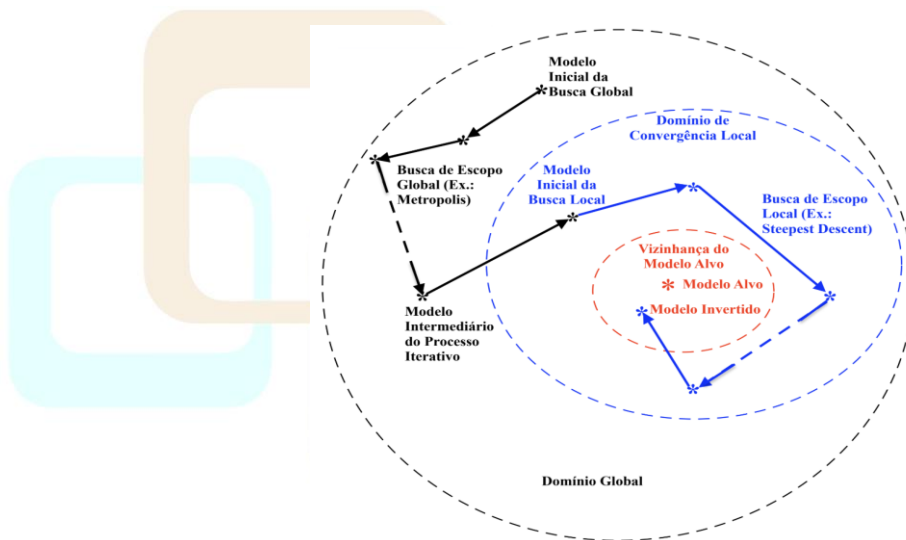 Modelo
Inicial da
Busca Global
Domínio de
Convergência Local
Busca de Escopo
Global (Ex.:
Metropolis)
Modelo
Inicial da
Busca Local
Busca de Escopo
Local (Ex.:
Steepest Descent)
Vizinhança do
Modelo Alvo
Modelo Alvo
Modelo Invertido
Modelo
Intermediário
do Processo
Iterativo
Domínio Global